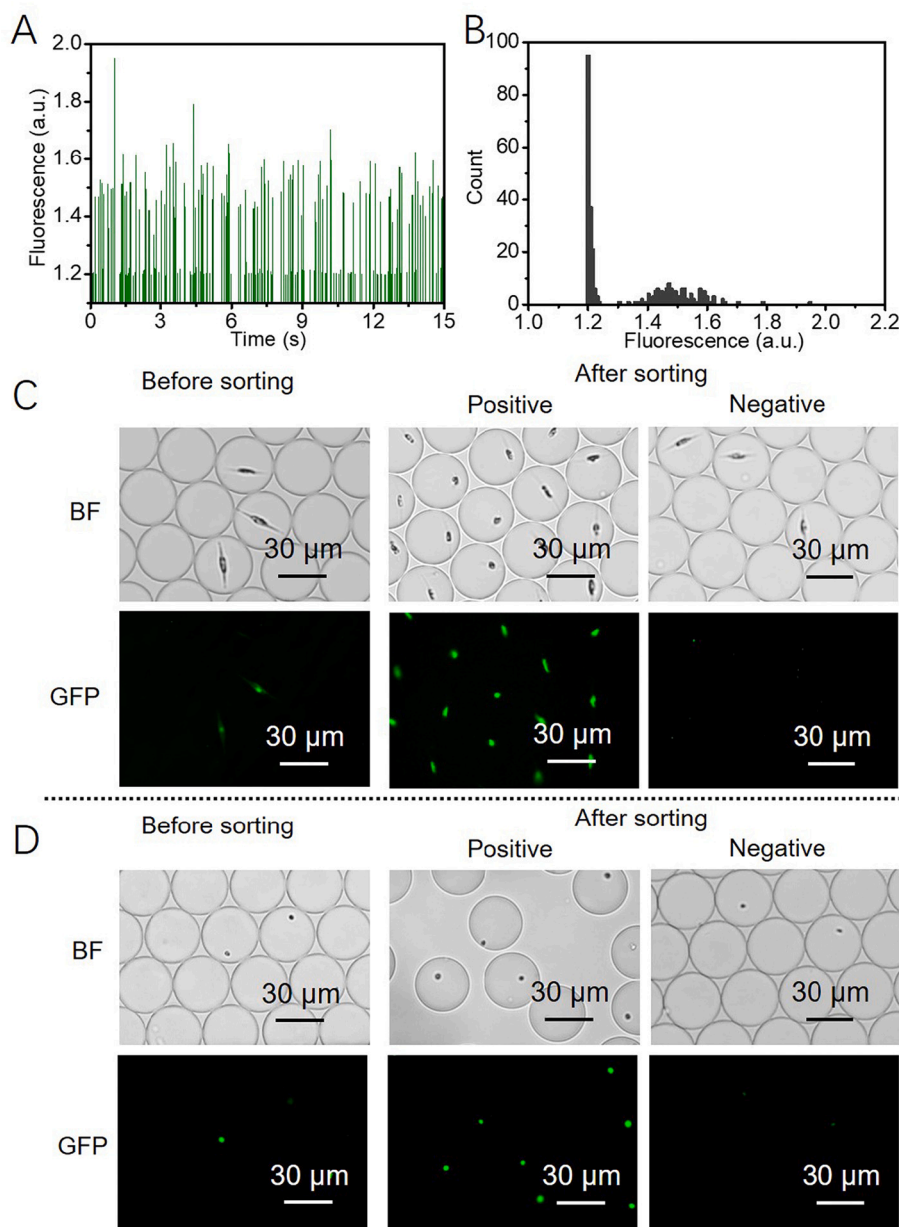 A
Fluorescence (a.u.)
2.0
1.8
1.6
1.4
1.2
0 3 6 9 12 15
Time (s)
B
Count
100
80
60
40
20
0
1.0 1.2 1.4 1.6 1.8 2.0 2.2
Fluorescence (a.u.)
C
Before sorting
After sorting
Positive
Negative
BF
30 μm
30 μm
30 μm
GFP
30 μm
30 μm
30 μm
D
Before sorting
After sorting
Positive
Negative
BF
30 μm
30 μm
30 μm
GFP
30 μm
30 μm
30 μm